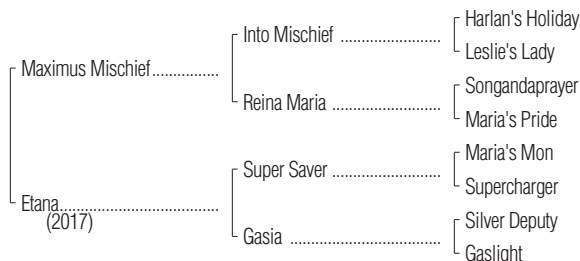 Harlan's Holiday
Into Mischief ....................
Leslie's Lady
Maximus Mischief................
Songandaprayer
Reina Maria ....................
Maria's Pride
Maria's Mon
Super Saver ......................
Supercharger
Etana.......................................
(2017)
Silver Deputy
Gasia .................................
Gaslight